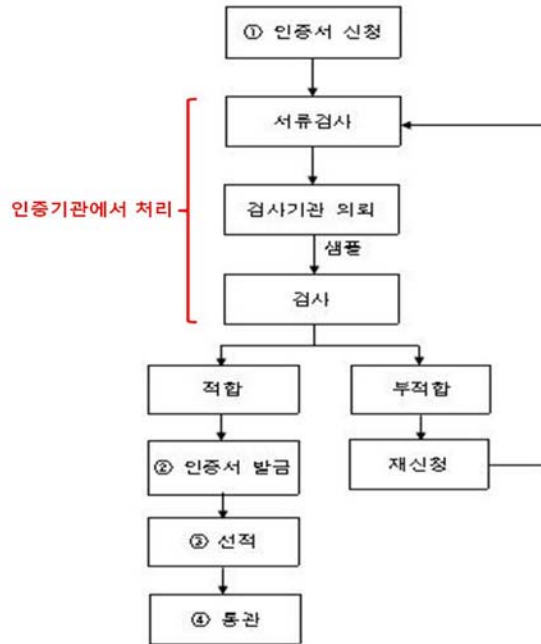 ① 인증서 신청
서류검사
인증기관에서 처리
검사기관 의뢰
샘플
검사
적합
부적합
② 인증서 발금
재신청
③ 선적
④ 통관